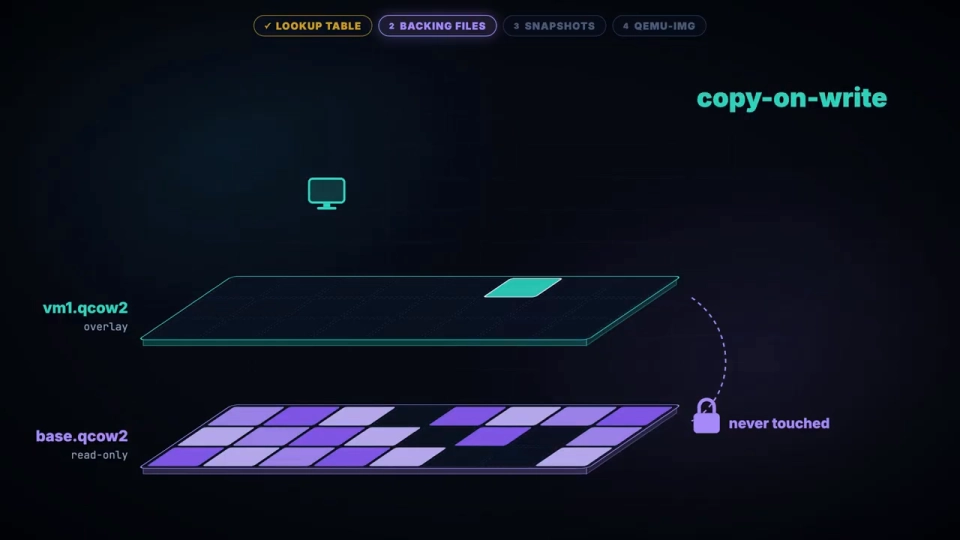 ✓ LOOKUP TABLE
2 BACKING FILES
3 SNAPSHOTS
4 QEMU-IMG
copy-on-write
vm1.qcow2
overlay
base.qcow2
read-only
never touched